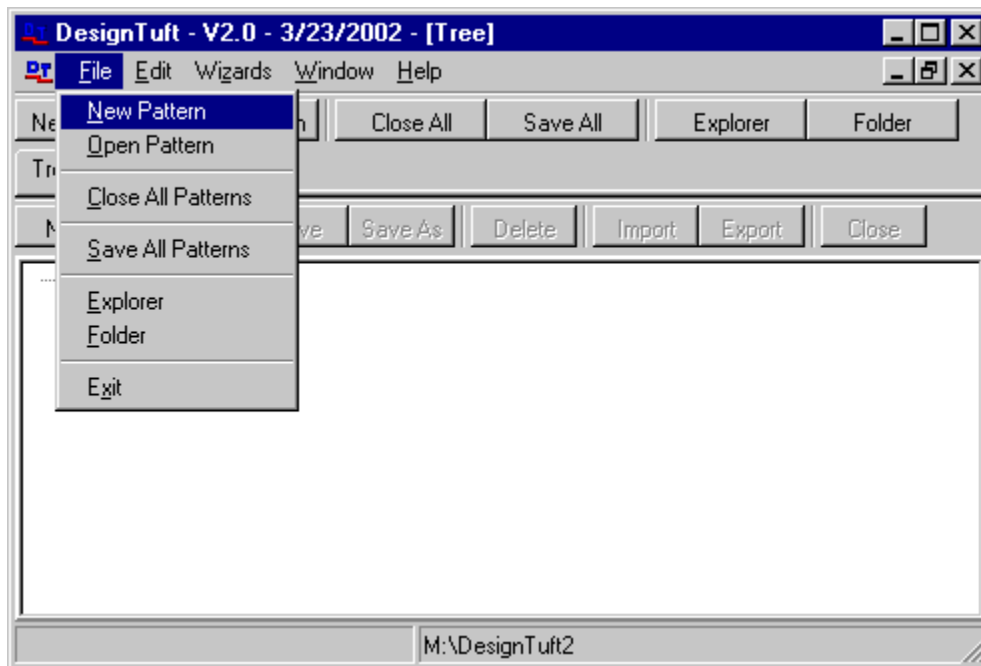 DesignTuft - V2.0 - 3/23/2002 - [Tree]
File Edit Wizards Window Help
Close All Save All Explorer Folder
New Pattern
Open Pattern
Close All Patterns
Save As Delete Import Export Close
Save All Patterns
Explorer
Folder
Exit
M:\DesignTuft2